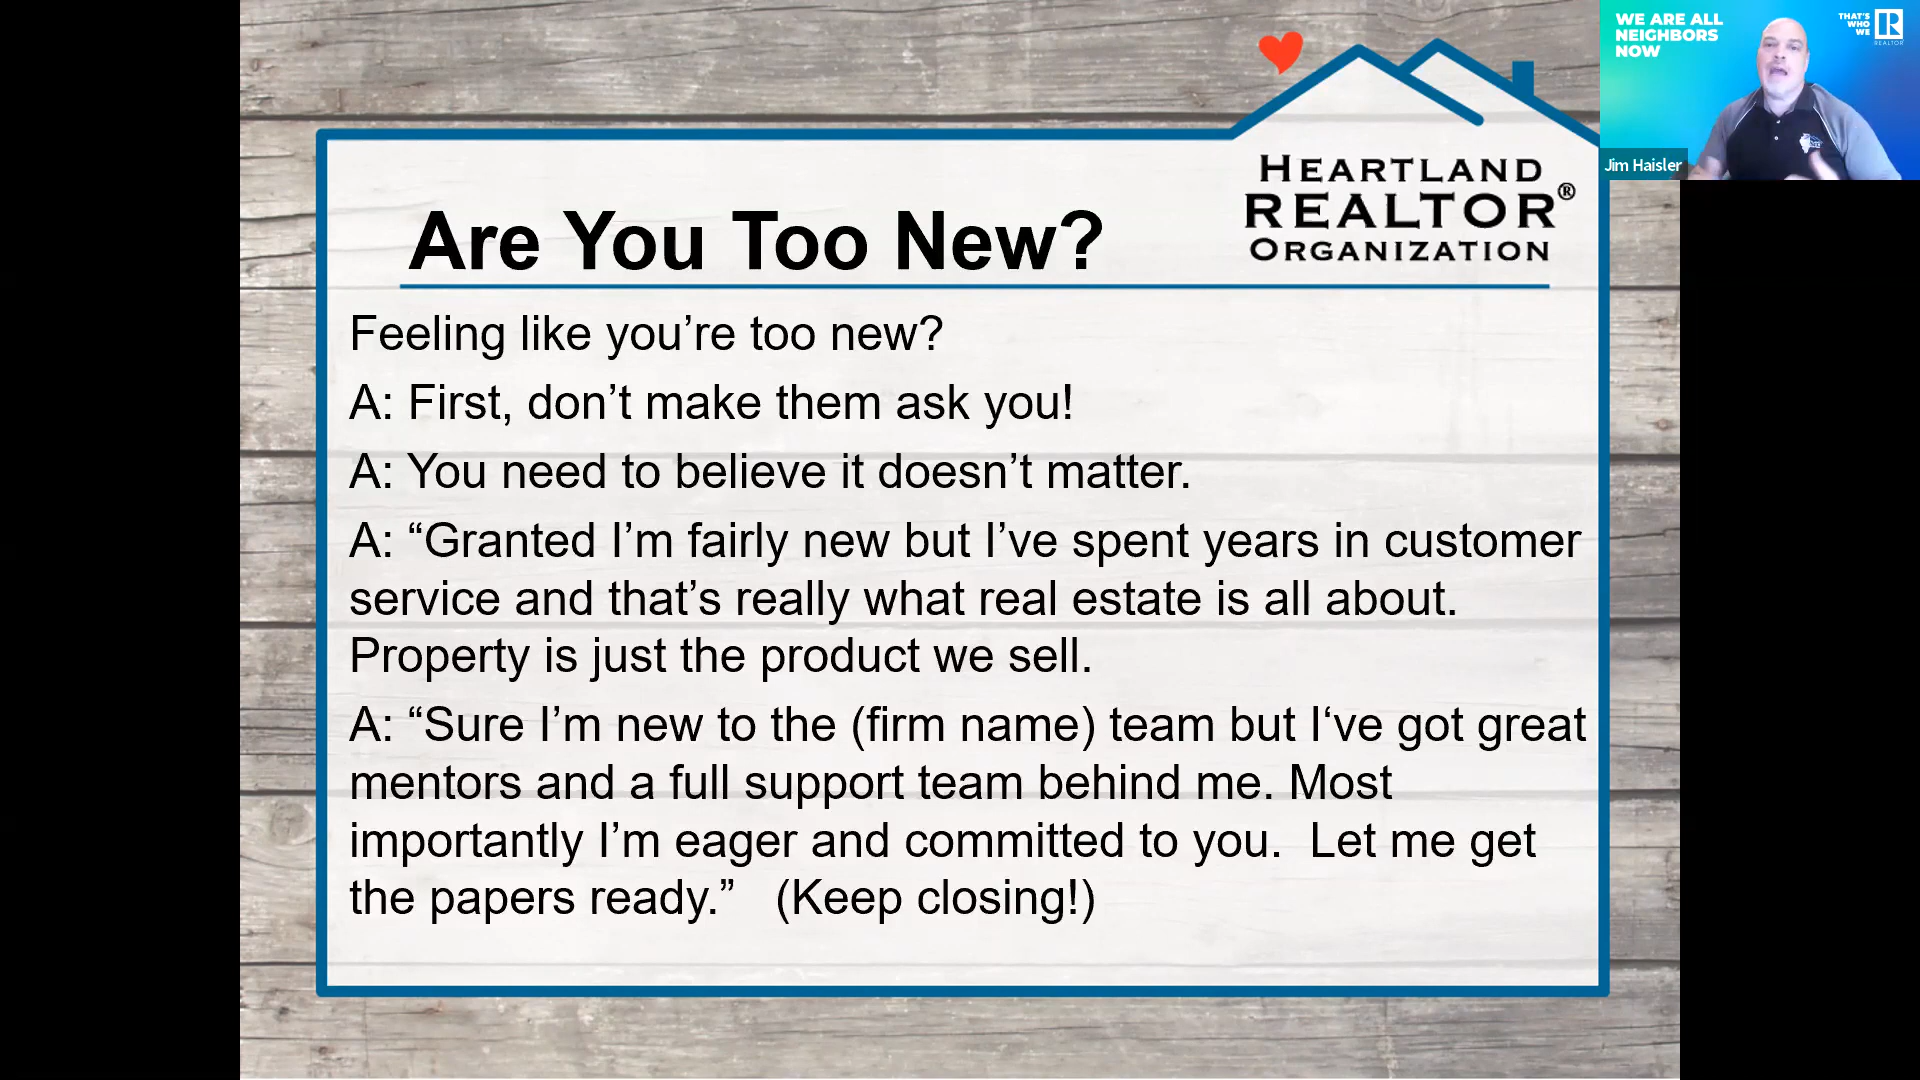 WE ARE ALL
NEIGHBORS
NOW
THAT'S
WHO
WE
R
REALTOR
Jim Haisler
HEARTLAND
REALTOR®
ORGANIZATION
Are You Too New?
Feeling like you’re too new?
A: First, don’t make them ask you!
A: You need to believe it doesn’t matter.
A: “Granted I’m fairly new but I’ve spent years in customer
service and that’s really what real estate is all about.
Property is just the product we sell.
A: “Sure I’m new to the (firm name) team but I‘ve got great
mentors and a full support team behind me. Most
importantly I’m eager and committed to you.  Let me get
the papers ready.”   (Keep closing!)